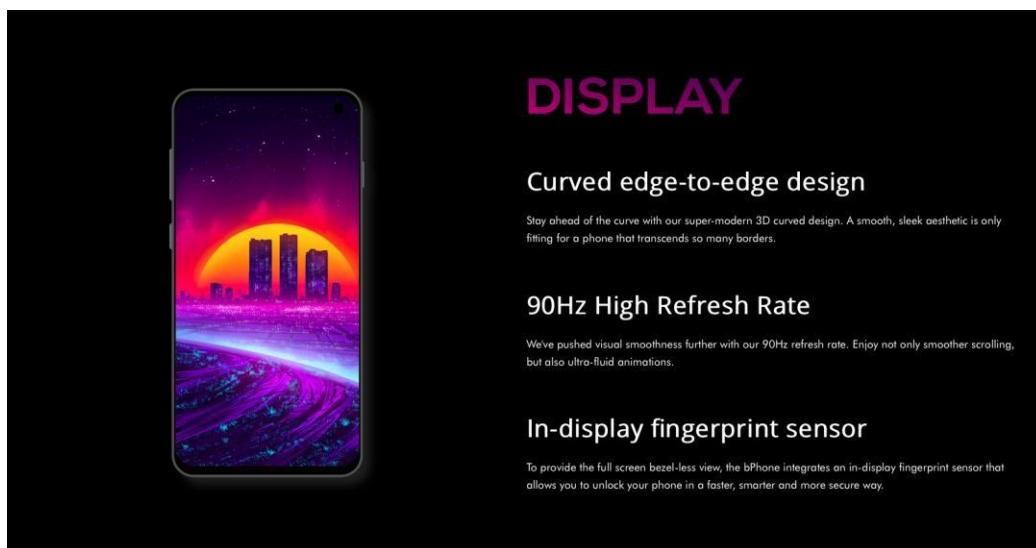 DISPLAY
Curved edge-to-edge design
Stay ahead of the curve with our super-modern 3D curved design. A smooth, sleek aesthetic is only
fitting for a phone that transcends so many borders.
90Hz High Refresh Rate
We've pushed visual smoothness further with our 90Hz refresh rate. Enjoy not only smoother scrolling,
but also ultra-fluid animations.
In-display fingerprint sensor
To provide the full screen bezel-less view, the bPhone integrates an in-display fingerprint sensor that
allows you to unlock your phone in a faster, smarter and more secure way.